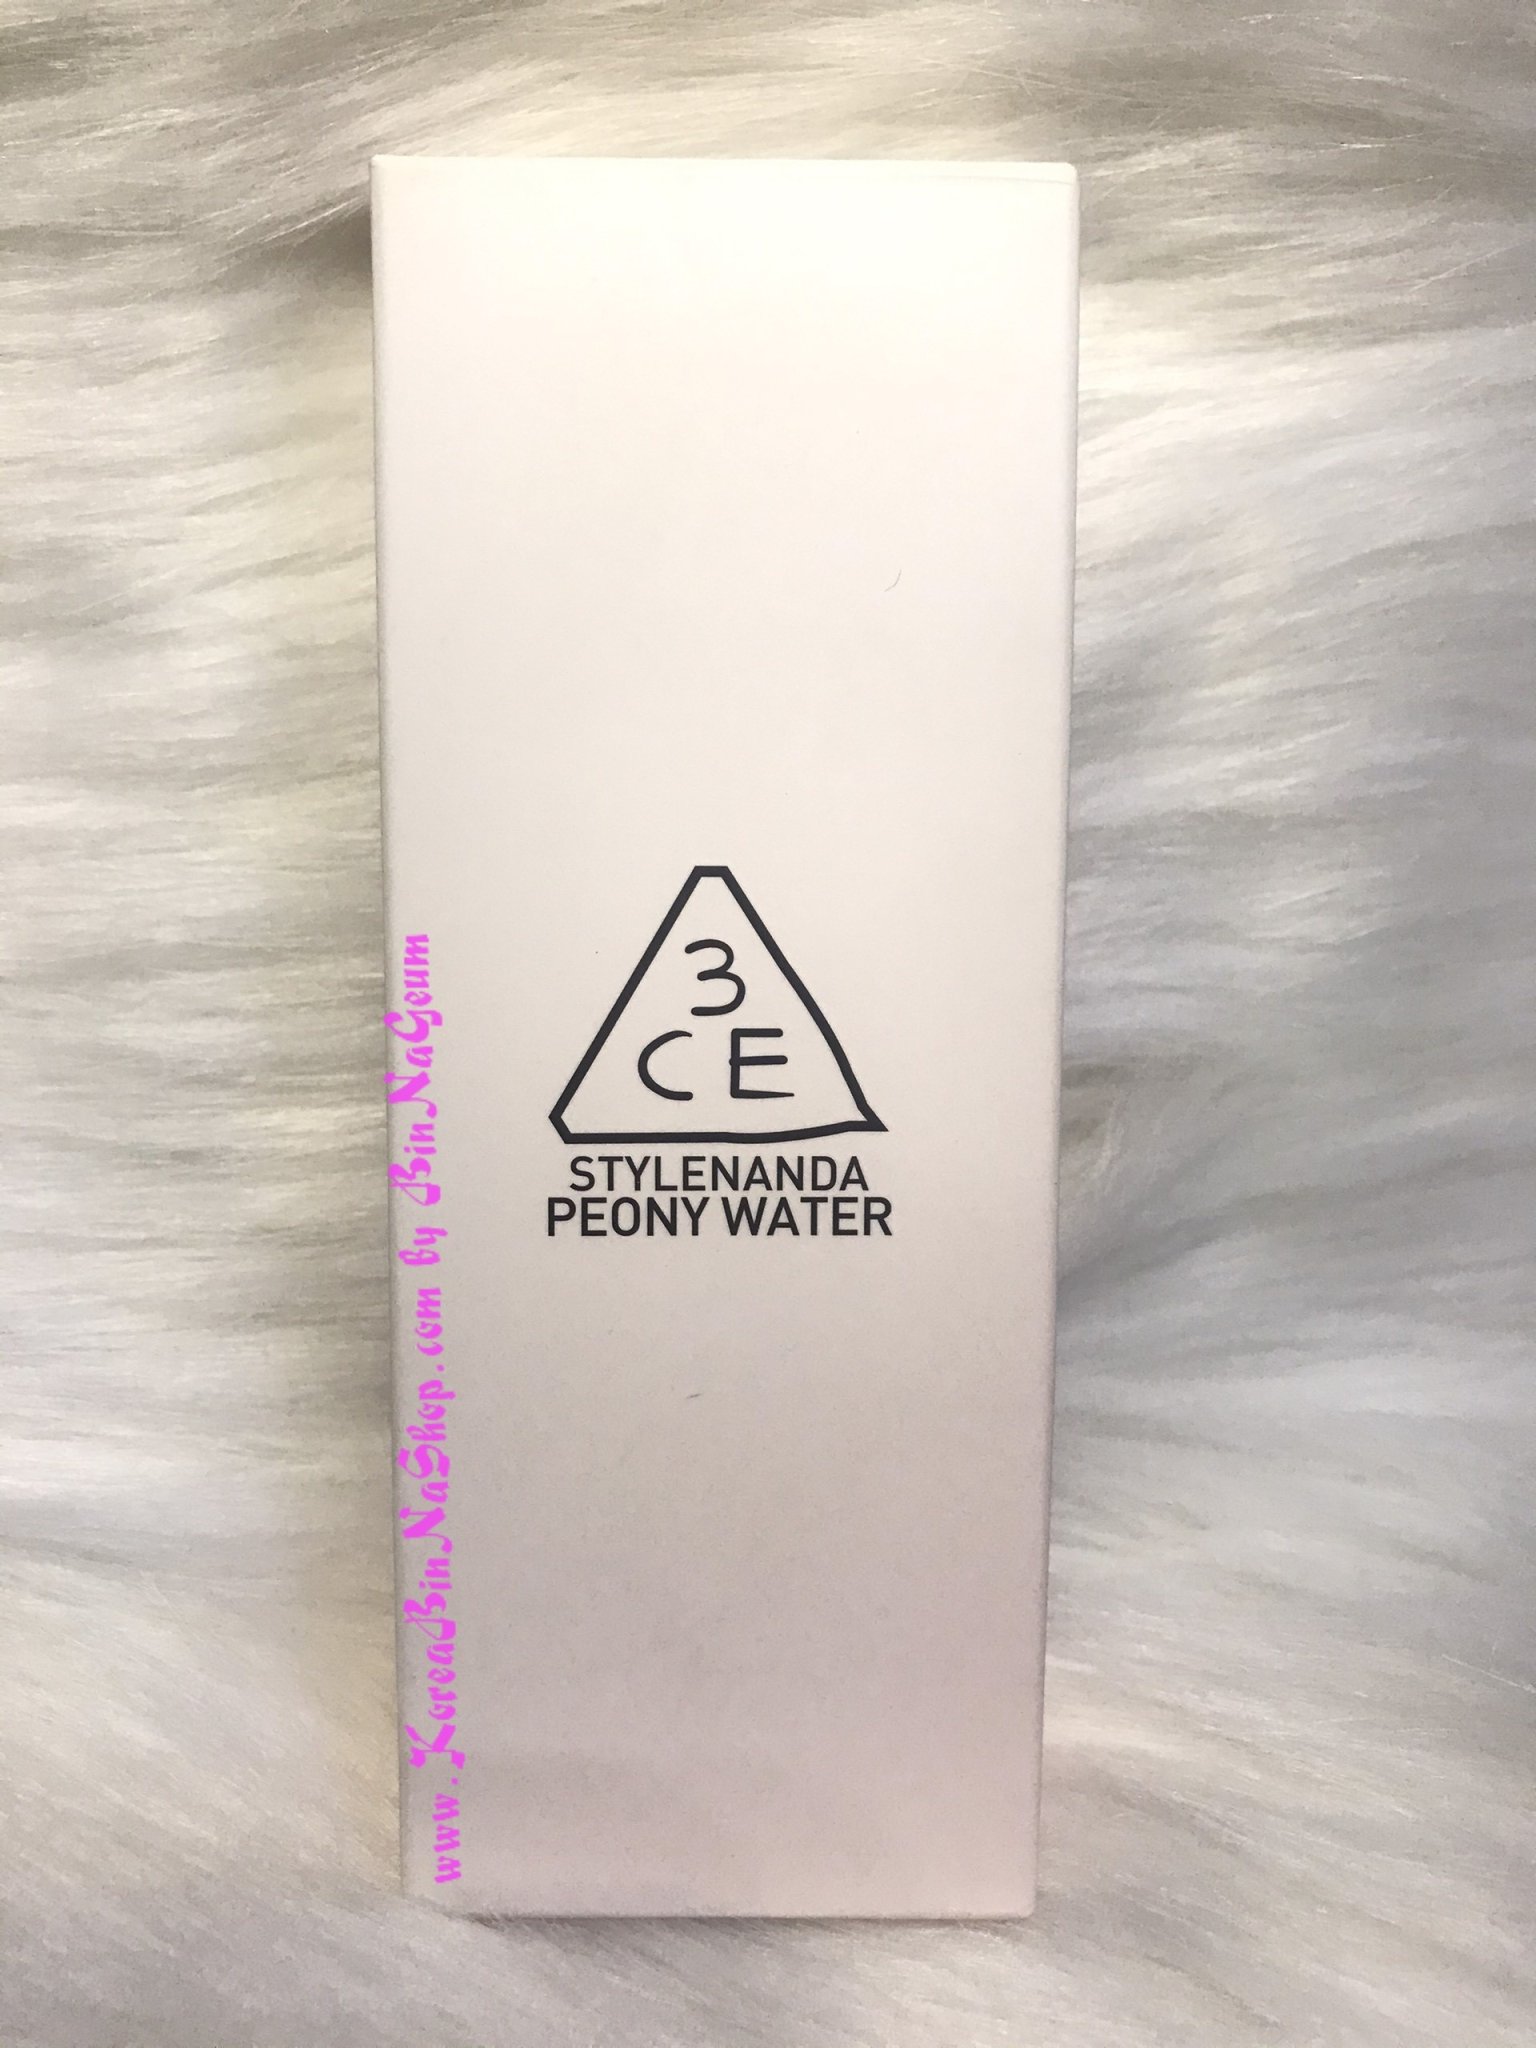 3
CE
STYLENANDA
PEONY WATER
www.KoreaBinNaShop.com by BinNaGeum